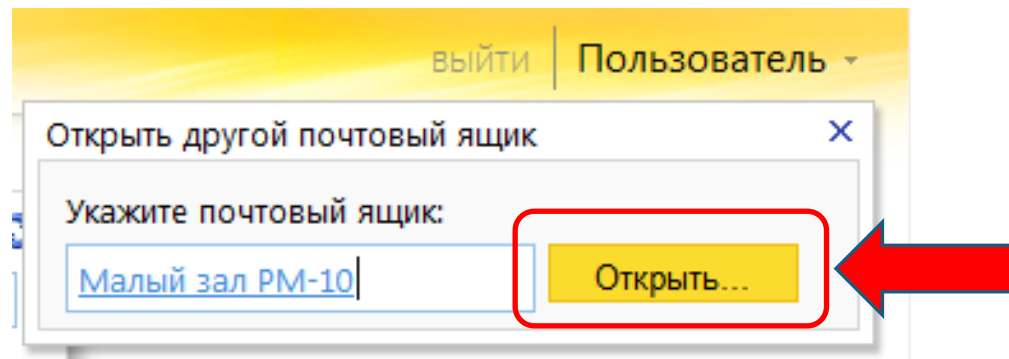 выйти Пользователь
Открыть другой почтовый ящик
Укажите почтовый ящик:
Малый зал РМ-10 Открыть...